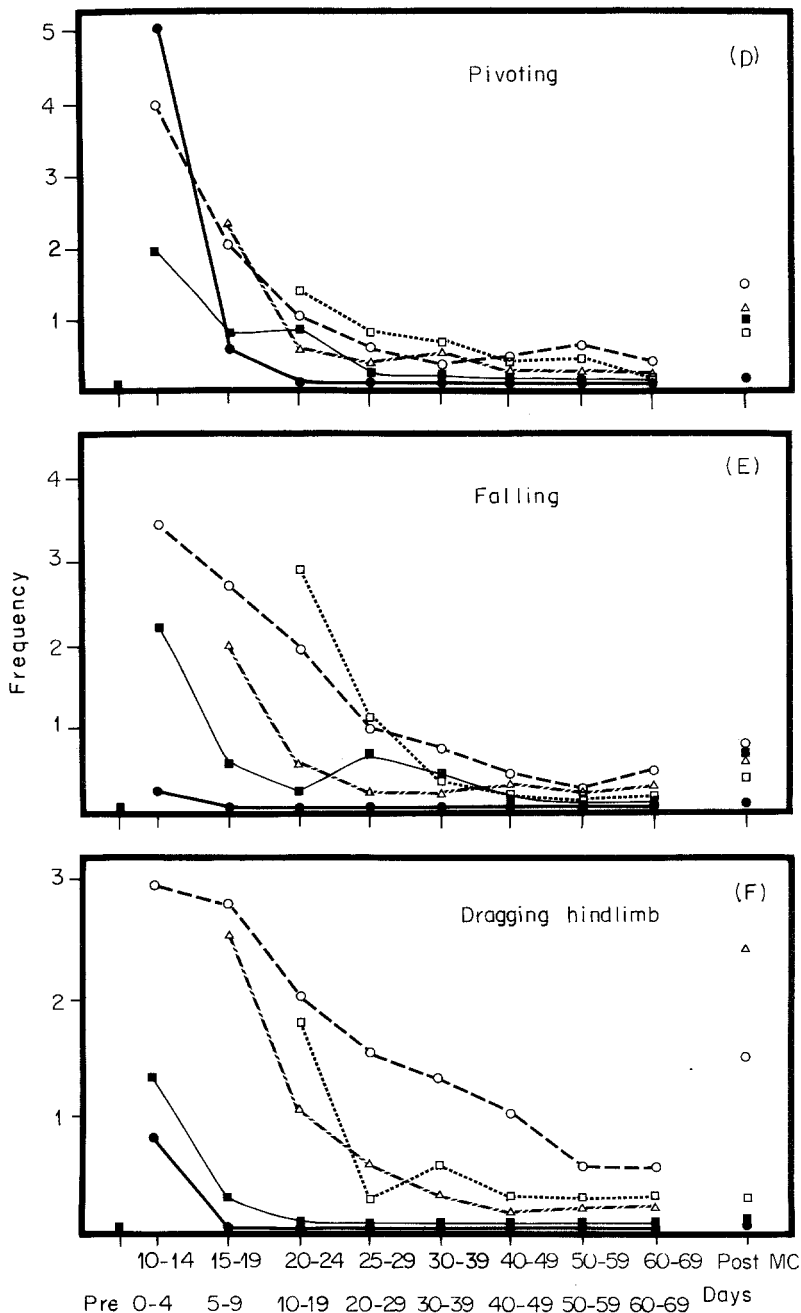 5
(D)
Pivoting
4
3
2
1
(E)
4
Falling
3
2
1
Frequency
3
(F)
Dragging hindlimb
2
1
10-14 15-19 20-24 25-29 30-39 40-49 50-59 60-69 Post MC
Pre 0-4 5-9 10-19 20-29 30-39 40-49 50-59 60-69 Days